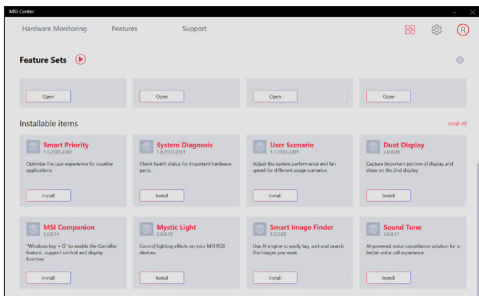 MSI Center
Hardware Monitoring Features Support
Feature Sets
Open Open Open Open
Installable items Install All
Smart Priority
System Diagnosis
User Scenario
Duet Display
Optimize the user experience for creative applications.
Check health status for important hardware parts.
Adjust the system performance and fan speed for different usage scenarios
Capture important portion of display and show on the 2nd display
Install Install Install Install
MSI Companion
Mystic Light
Smart Image Finder
Sound Tune
"Windows key + G" to enable the GameBar feature, support control and display function.
Control lighting effects on your MSI RGB devices.
Use AI engine to easily tag, sort and search the images you want.
AI-powered voice cancellation solution for a better voice call experience
Install Install Install Install